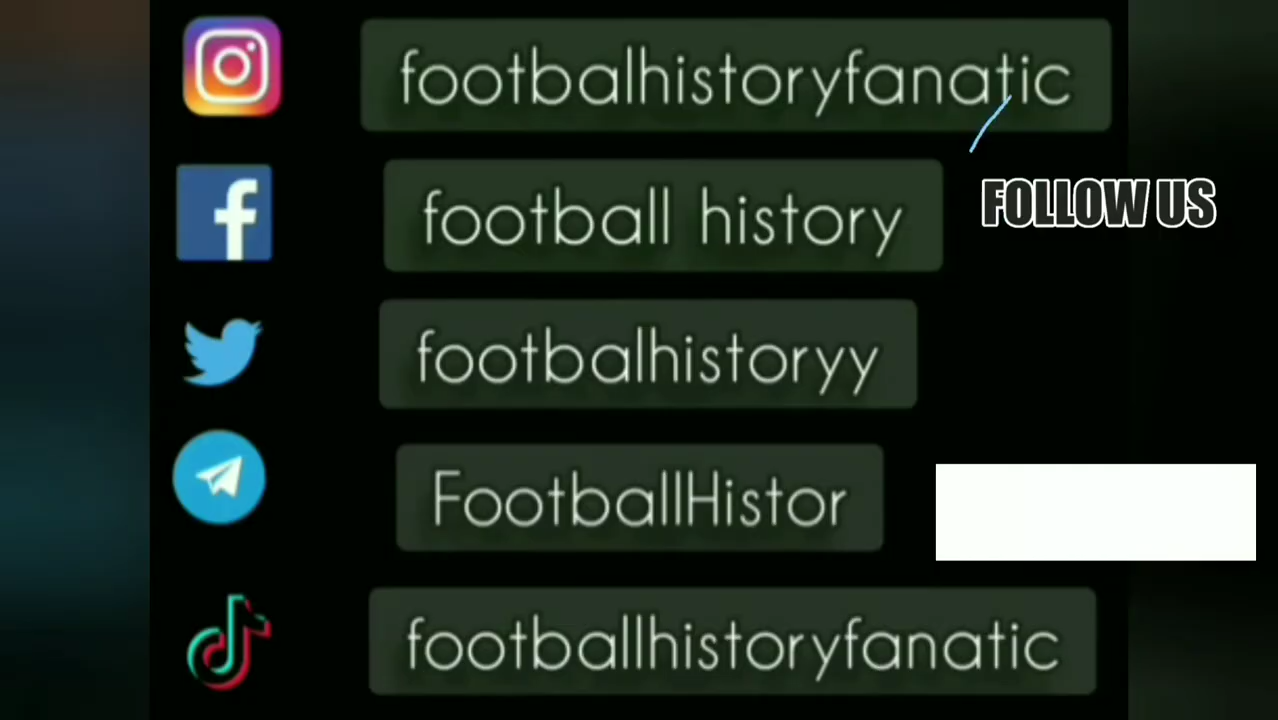 footbalhistoryfanatic
football history
FOLLOW US
footbalhistoryy
FootballHistor
footballhistoryfanatic